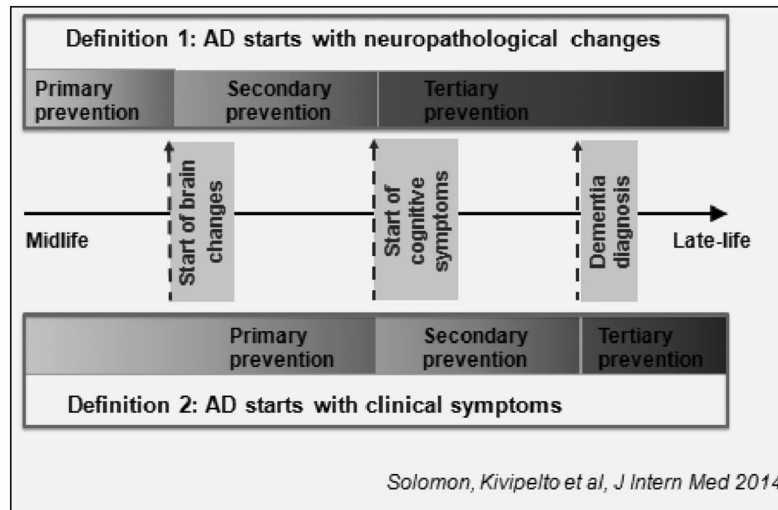 Definition 1: AD starts with neuropathological changes
Primary
prevention
Secondary
prevention
Tertiary
prevention
Start of brain
changes
Start of
cognitive
symptoms
Dementia
diagnosis
Midlife
Late-life
Primary
prevention
Secondary
prevention
Tertiary
prevention
Definition 2: AD starts with clinical symptoms
Solomon, Kivipelto et al, J Intern Med 2014